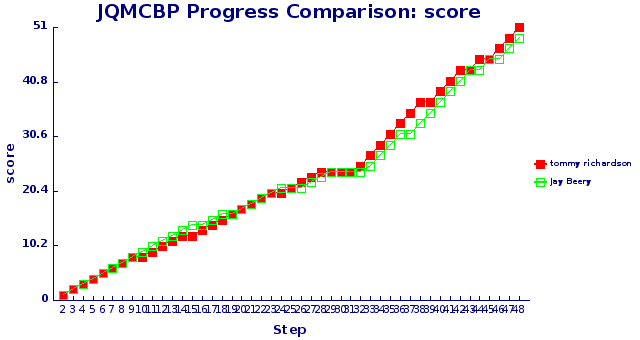 JQMCBP Progress Comparison: score
51
40.8
30.6
20.4
10.2
0
score
2 3 4 5 6 7 8 9 10 11 12 13 14 15 16 17 18 19 20 21 22 23 24 25 26 27 28 29 30 31 32 33 34 35 36 37 38 39 40 41 42 43 44 45 46 47 48
Step
tommy richardson
Jay Beery